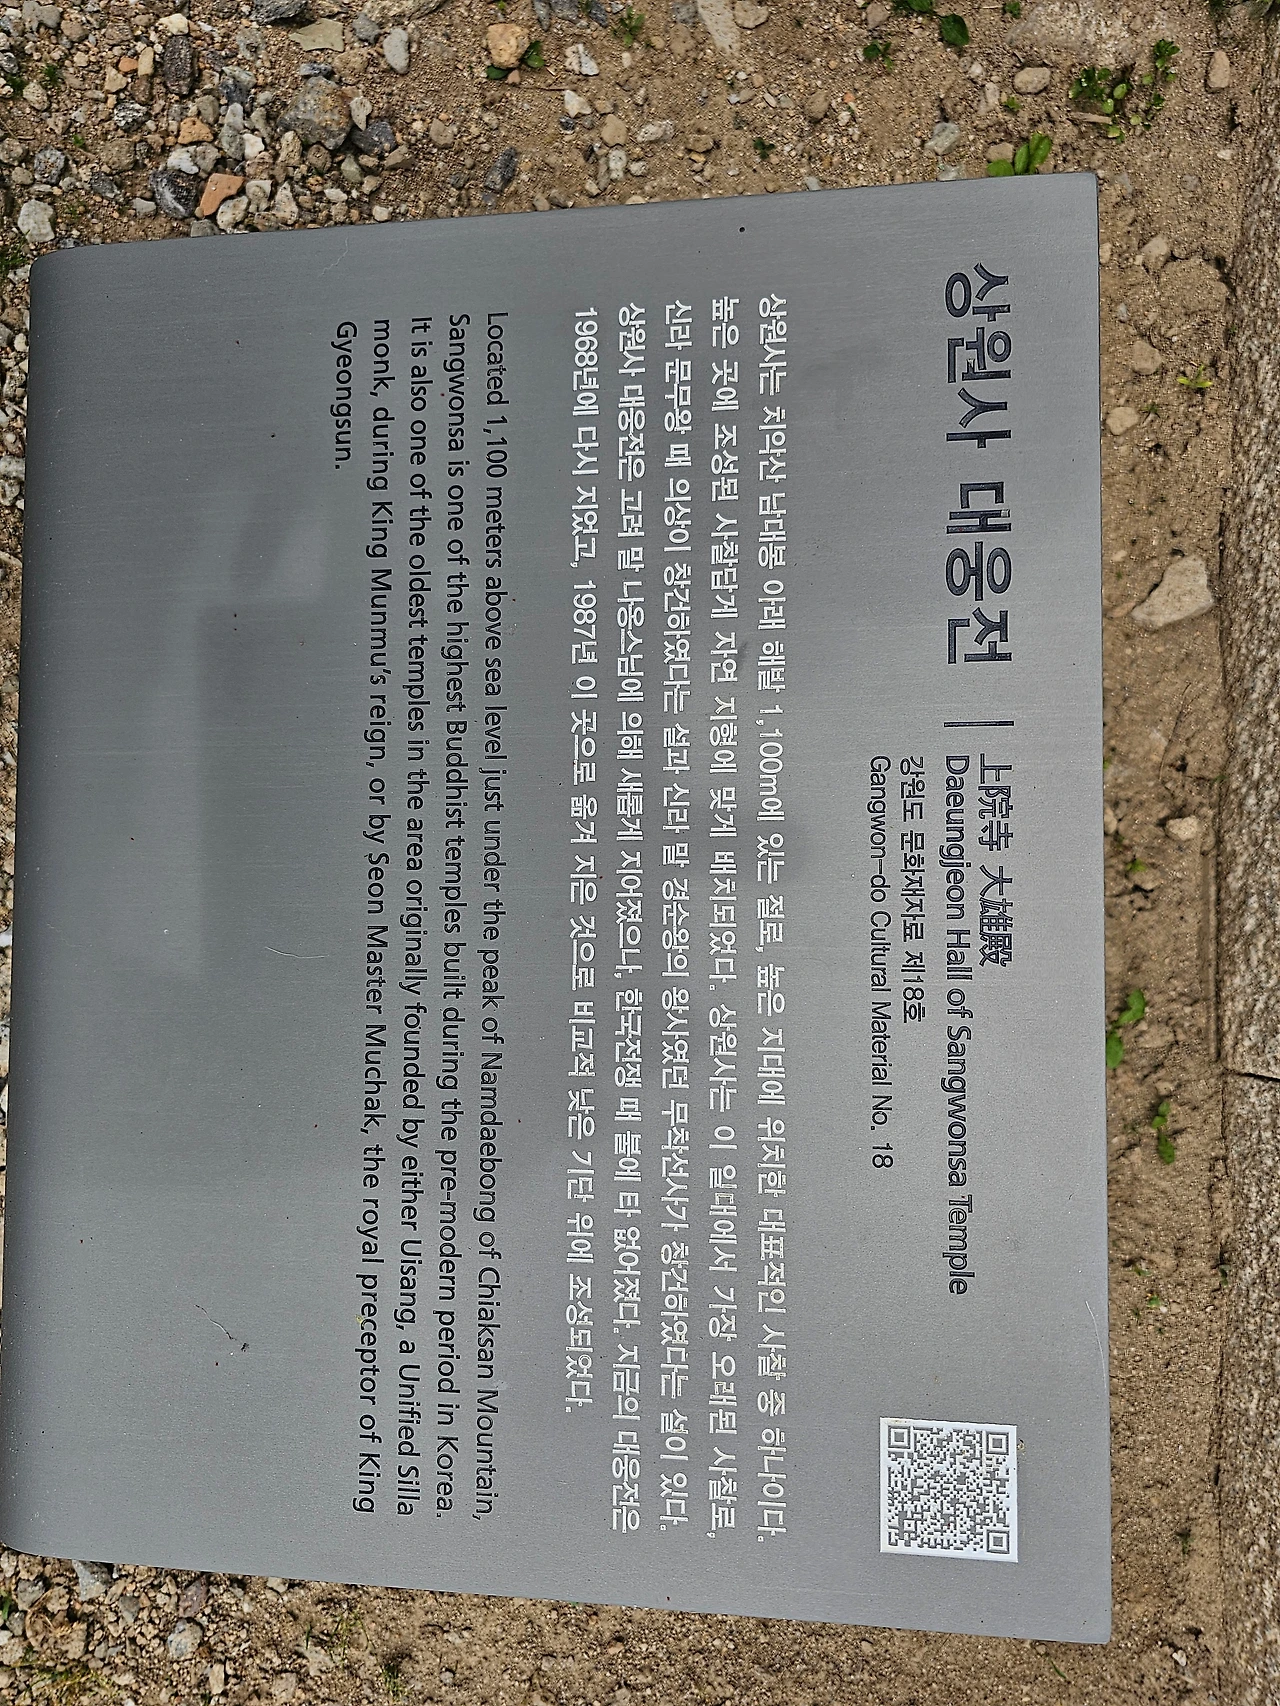 상원사 대웅전
上院寺 大雄殿
Daeungjeon Hall of Sangwonsa Temple
강원도 문화재자료 제18호
Gangwon-do Cultural Material No. 18
상원사는 치악산 남대봉 아래 해발 1,100m에 있는 절로, 높은 지대에 위치한 대표적인 사찰 중 하나이다.
높은 곳에 조성된 사찰답게 자연 지형에 맞게 배치되었다. 상원사는 이 일대에서 가장 오래된 사찰로,
신라 문무왕 때 의상이 창건하였다는 설과 신라 말 경순왕의 왕사였던 무착선사가 창건하였다는 설이 있다.
상원사 대웅전은 고려 말 나옹스님에 의해 새롭게 지어졌으나, 한국전쟁 때 불에 타 없어졌다. 지금의 대웅전은
1968년에 다시 지었고, 1987년 이 곳으로 옮겨 지은 것으로 비교적 낮은 기단 위에 조성되었다.
Located 1,100 meters above sea level just under the peak of Namdaebong of Chiaksan Mountain,
Sangwonsa is one of the highest Buddhist temples built during the pre-modern period in Korea.
It is also one of the oldest temples in the area originally founded by either Uisang, a Unified Silla
monk, during King Munmu's reign, or by Seon Master Muchak, the royal preceptor of King
Gyeongsun.